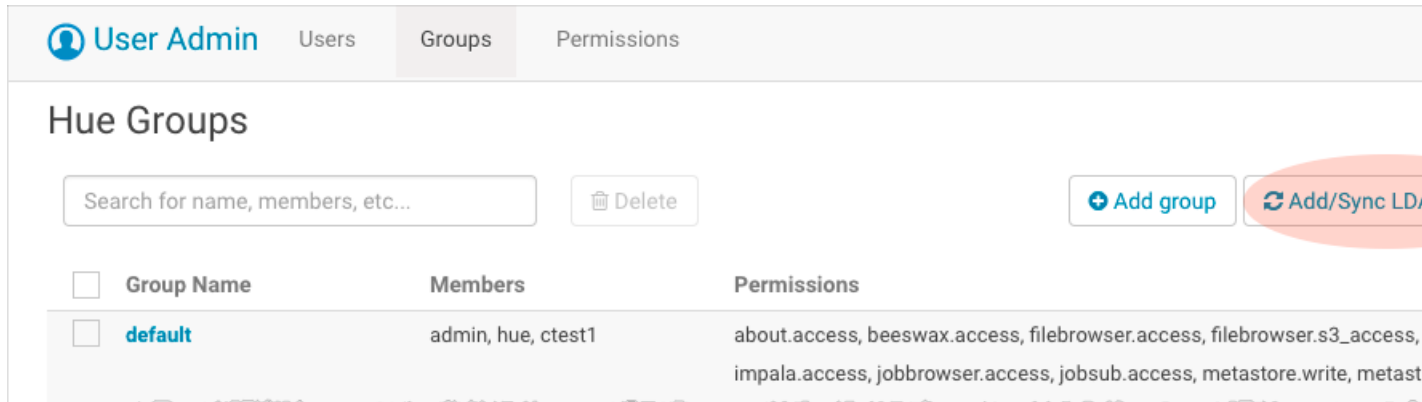 User Admin Users Groups Permissions
Hue Groups
Search for name, members, etc... Delete Add group Add/Sync LDA
Group Name Members Permissions
default admin, hue, ctest1 about.access, beeswax.access, filebrowser.access, filebrowser.s3_access,
impala.access, jobbrowser.access, jobsub.access, metastore.write, metast